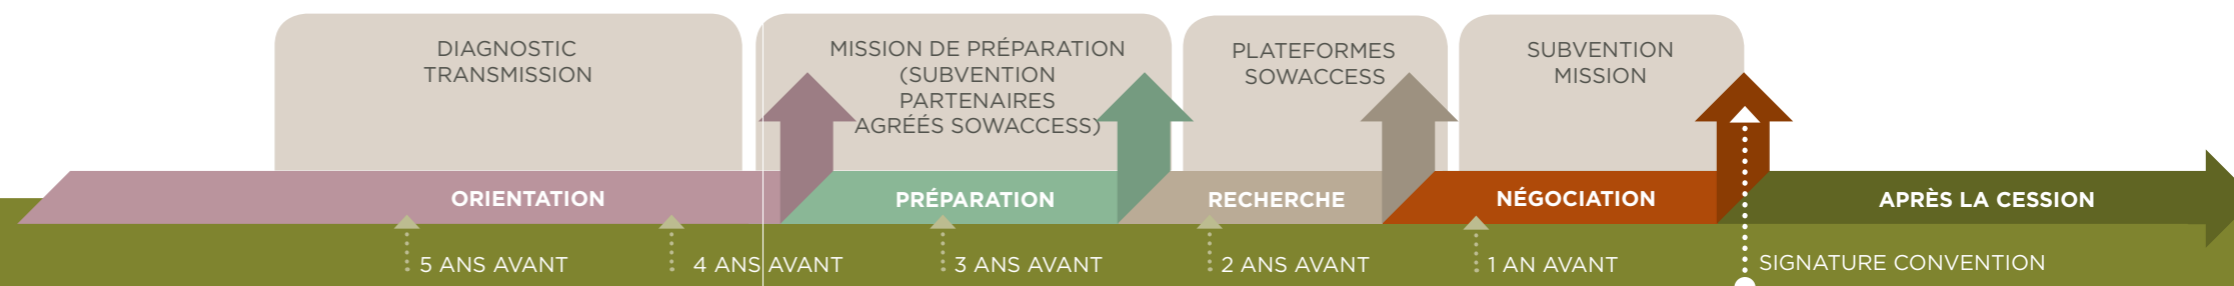 DIAGNOSTIC
TRANSMISSION
MISSION DE PRÉPARATION
(SUBVENTION
PARTENAIRES
AGRÉÉS SOWACCESS)
PLATEFORMES
SOWACCESS
SUBVENTION
MISSION
ORIENTATION
PRÉPARATION
RECHERCHE
NÉGOCIATION
APRÈS LA CESSION
5 ANS AVANT
4 ANS AVANT
3 ANS AVANT
2 ANS AVANT
1 AN AVANT
SIGNATURE CONVENTION